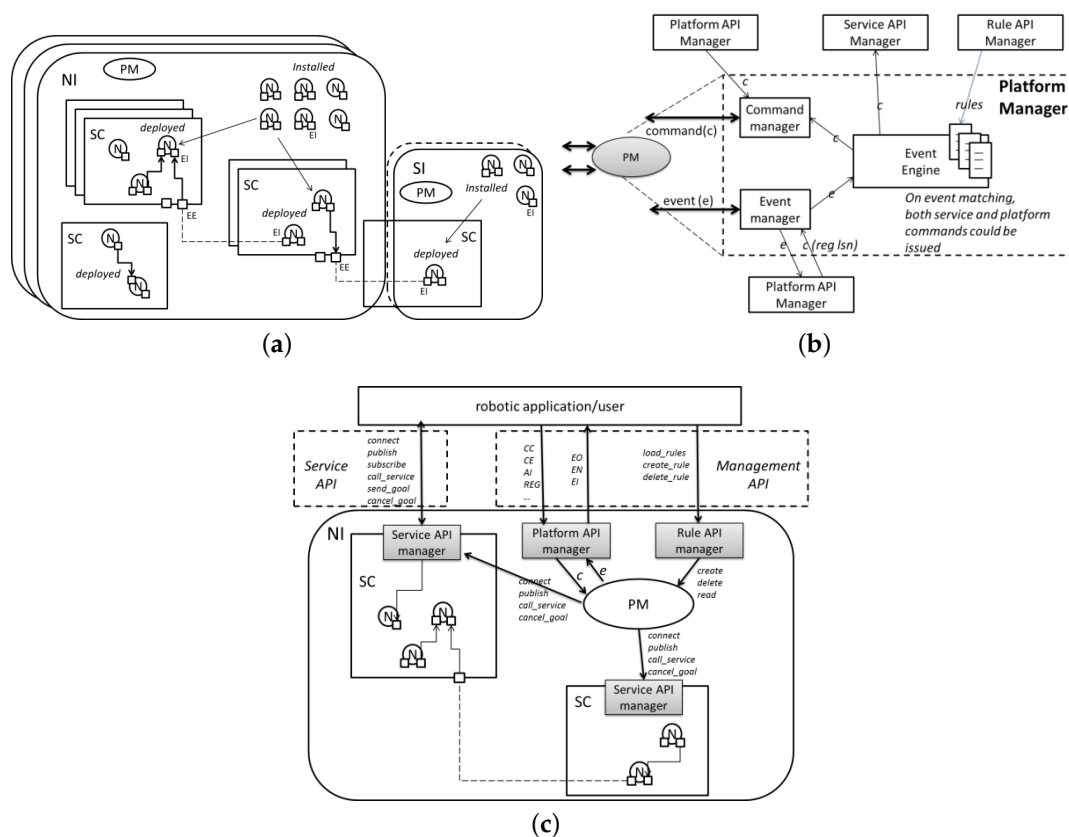 NI
PM
Installed
N
N
N
N
N
N
EI
SC
deployed
N
N
EI
N
EE
SC
N
deployed
N
SC
N
deployed
EI
N
EE
SI
PM
N
N
Installed
N
EI
SC
deployed
N
EI
(a)
Platform API
Manager
Service API
Manager
Rule API
Manager
Platform
Manager
c
c
rules
Command
manager
command(c)
c
PM
Event
Engine
event (e)
Event
manager
e
On event matching,
both service and platform
commands could be
issued
e
c (reg lsn)
Platform API
Manager
(b)
robotic application/user
Service
API
connect
publish
subscribe
call_service
send_goal
cancel_goal
CC
CE
AI
REG
...
EO
EN
EI
load_rules
create_rule
delete_rule
Management
API
NI
Service API
manager
Platform API
manager
Rule API
manager
SC
c
e
create
delete
read
connect
publish
call_service
cancel_goal
PM
N
N
N
connect
publish
call_service
cancel_goal
SC
Service API
manager
N
N
(c)